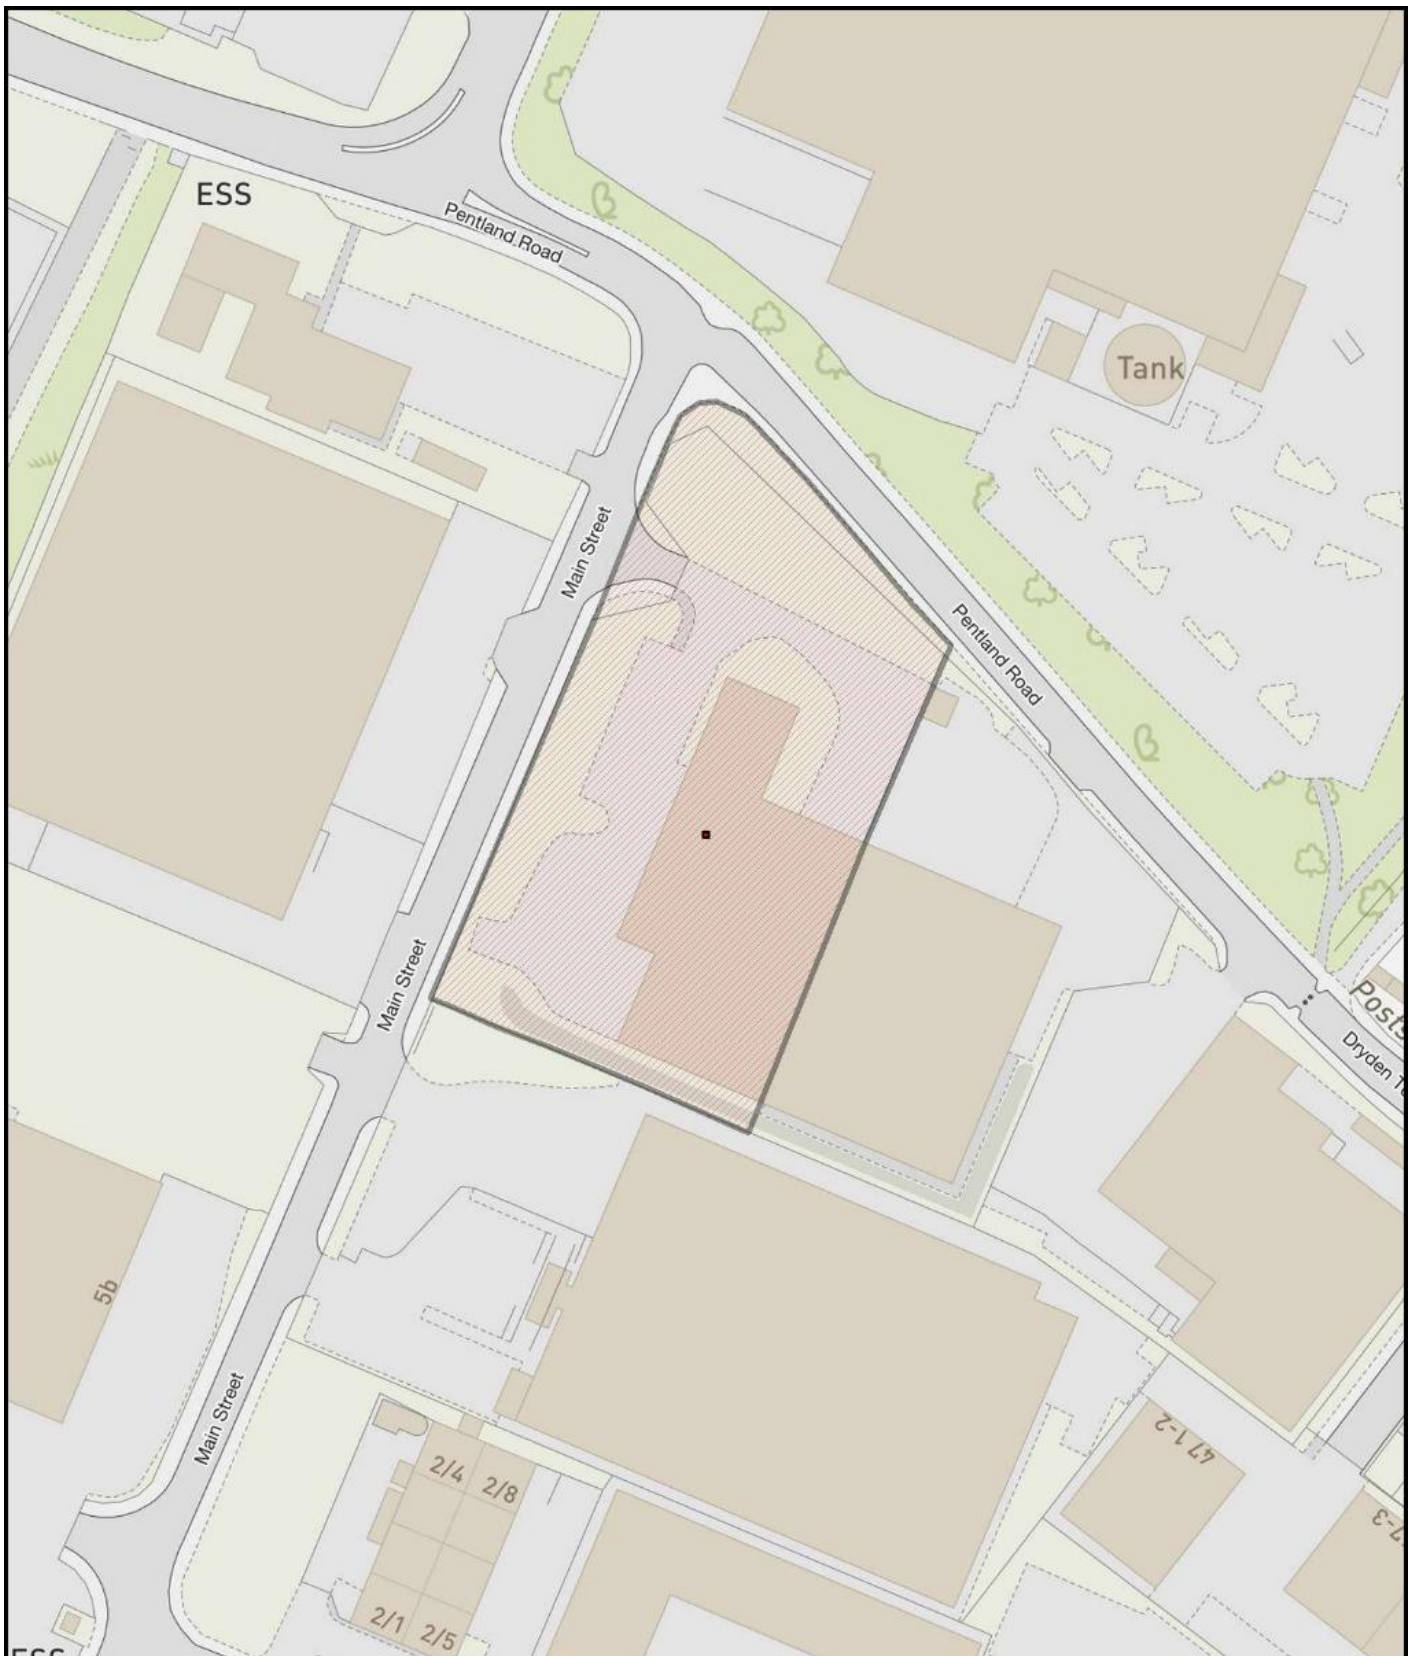 ESS
Pentland Road
Tank
Main Street
Pentland Road
Main Street
Dryden
5b
Main Street
2/4
2/8
47 1-2
2/1
2/5